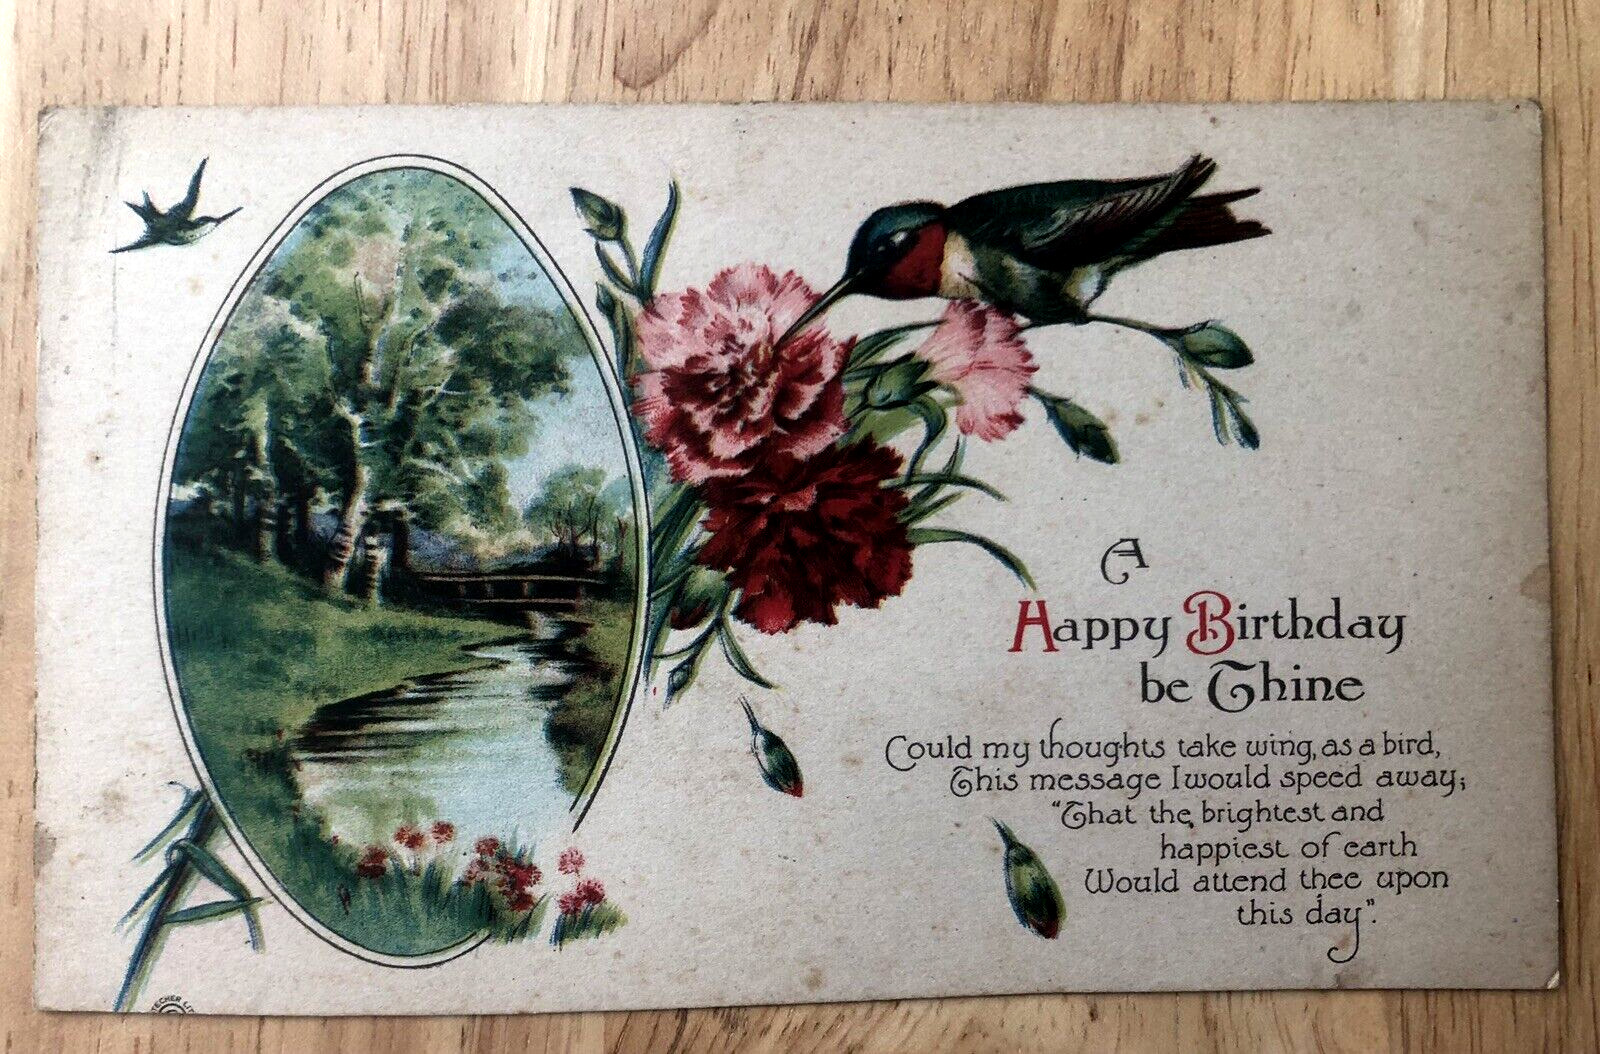 A
Happy Birthday
be Thine
Could my thoughts take wing, as a bird,
This message I would speed away;
"That the brightest and
happiest of earth
Would attend thee upon
this day".